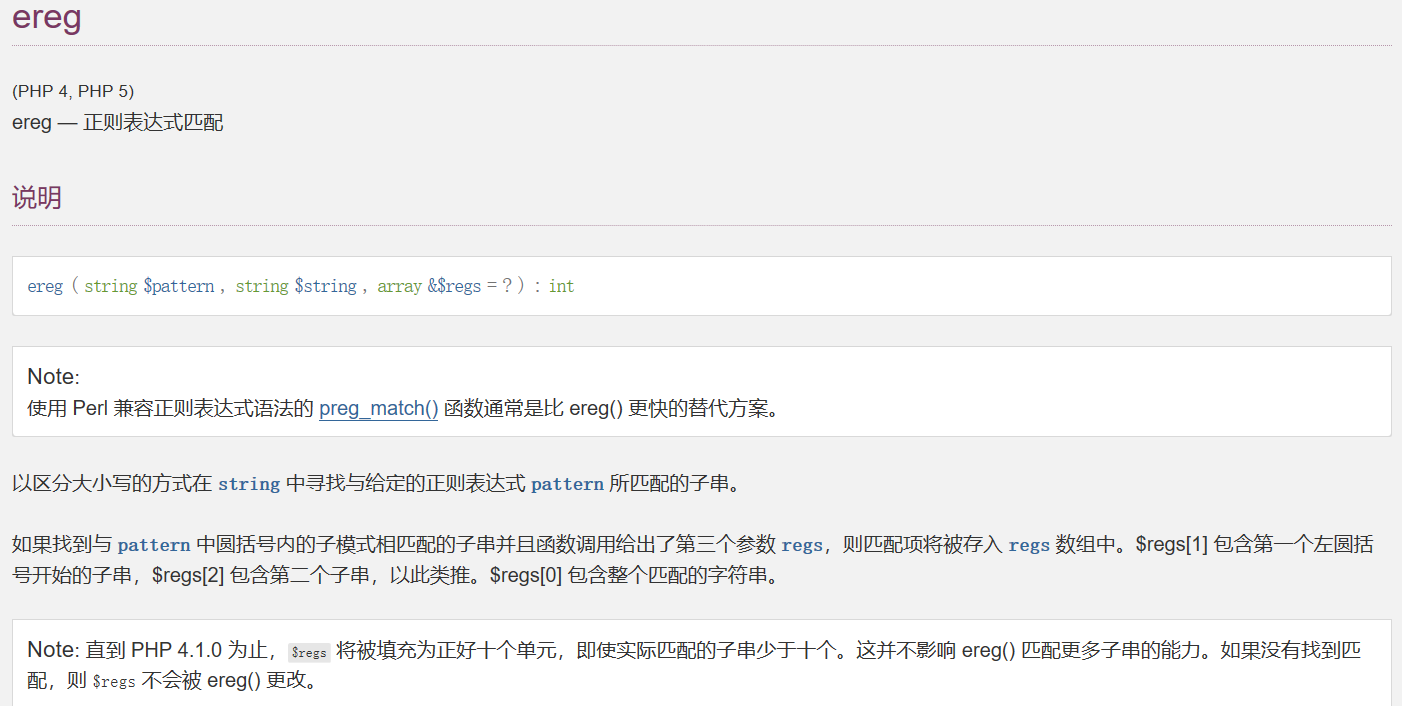 ereg
(PHP 4, PHP 5)
ereg — 正则表达式匹配
说明
ereg ( string $pattern , string $string , array &$regs = ? ) : int
Note:
使用 Perl 兼容正则表达式语法的 preg_match() 函数通常是比 ereg() 更快的替代方案。
以区分大小写的方式在 string 中寻找与给定的正则表达式 pattern 所匹配的子串。
如果找到与 pattern 中圆括号内的子模式相匹配的子串并且函数调用给出了第三个参数 regs，则匹配项将被存入 regs 数组中。$regs[1] 包含第一个左圆括
号开始的子串，$regs[2] 包含第二个子串，以此类推。$regs[0] 包含整个匹配的字符串。
Note: 直到 PHP 4.1.0 为止， $regs 将被填充为正好十个单元，即使实际匹配的子串少于十个。这并不影响 ereg() 匹配更多子串的能力。如果没有找到匹
配，则 $regs 不会被 ereg() 更改。